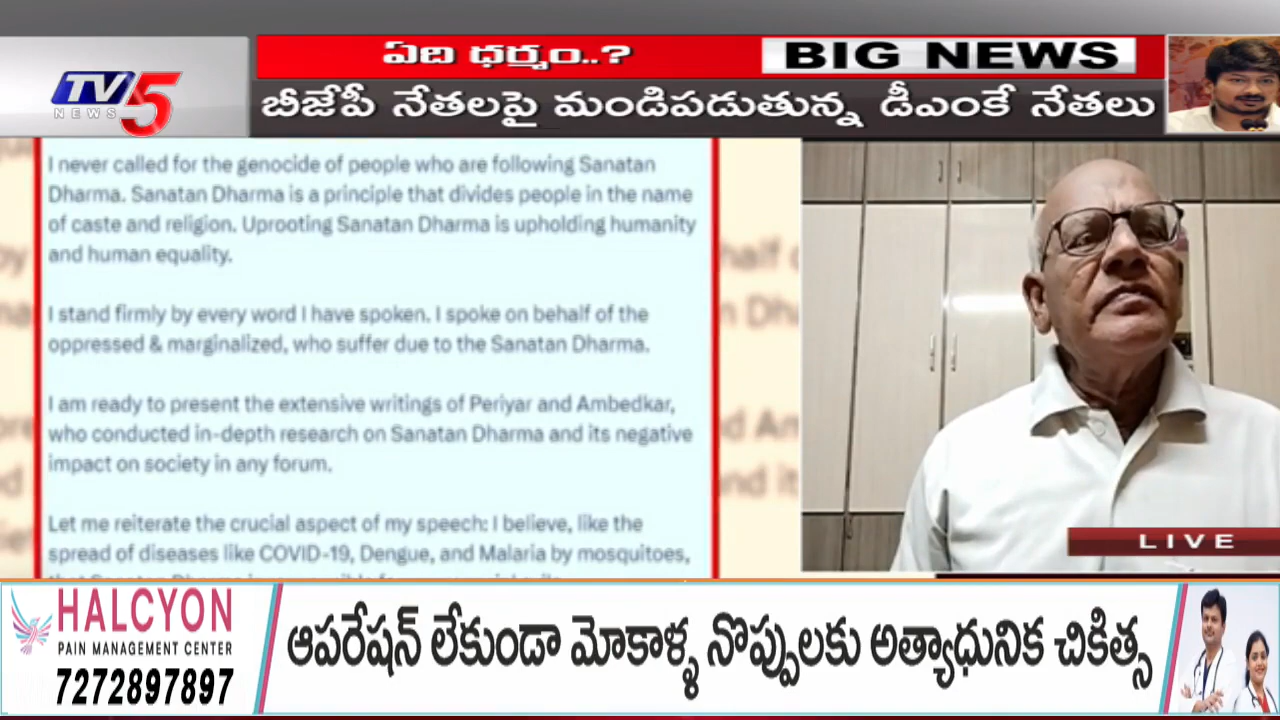 ఏది ధర్మం..?
BIG NEWS
TV5
NEWS
బీజేపీ నేతలపై మండిపడుతున్న డీఎంకే నేతలు
I never called for the genocide of people who are following Sanatan
Dharma. Sanatan Dharma is a principle that divides people in the name
of caste and religion. Uprooting Sanatan Dharma is upholding humanity
and human equality.
I stand firmly by every word I have spoken. I spoke on behalf of the
oppressed & marginalized, who suffer due to the Sanatan Dharma.
I am ready to present the extensive writings of Periyar and Ambedkar,
who conducted in-depth research on Sanatan Dharma and its negative
impact on society in any forum.
Let me reiterate the crucial aspect of my speech: I believe, like the
spread of diseases like COVID-19, Dengue, and Malaria by mosquitoes,
LIVE
HALCYON
PAIN MANAGEMENT CENTER
7272897897
ఆపరేషన్ లేకుండా మోకాళ్ళ నొప్పులకు అత్యాధునిక చికిత్స